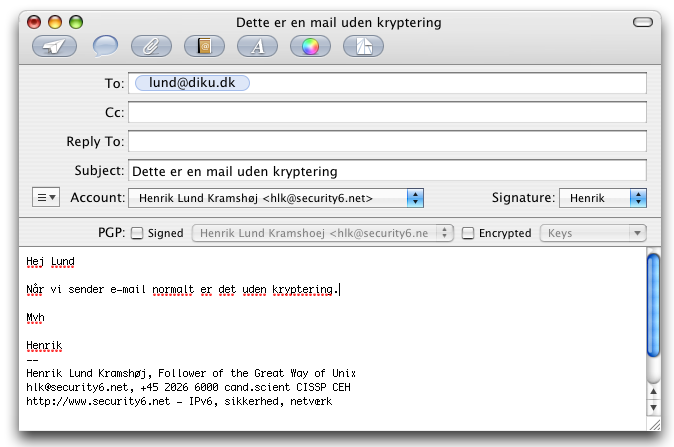 Dette er en mail uden kryptering
To: lund@diku.dk
Cc:
Reply To:
Subject: Dette er en mail uden kryptering
Account: Henrik Lund Kramshøj <hlk@security6.net> Signature: Henrik
PGP: Signed Henrik Lund Kramshoej <hlk@security6.ne Encrypted Keys
Hej Lund
Når vi sender e-mail normalt er det uden kryptering.
Mvh
Henrik
--
Henrik Lund Kramshøj, Follower of the Great Way of Unix
hlk@security6.net, +45 2026 6000 cand.scient CISSP CEH
http://www.security6.net - IPv6, sikkerhed, netværk